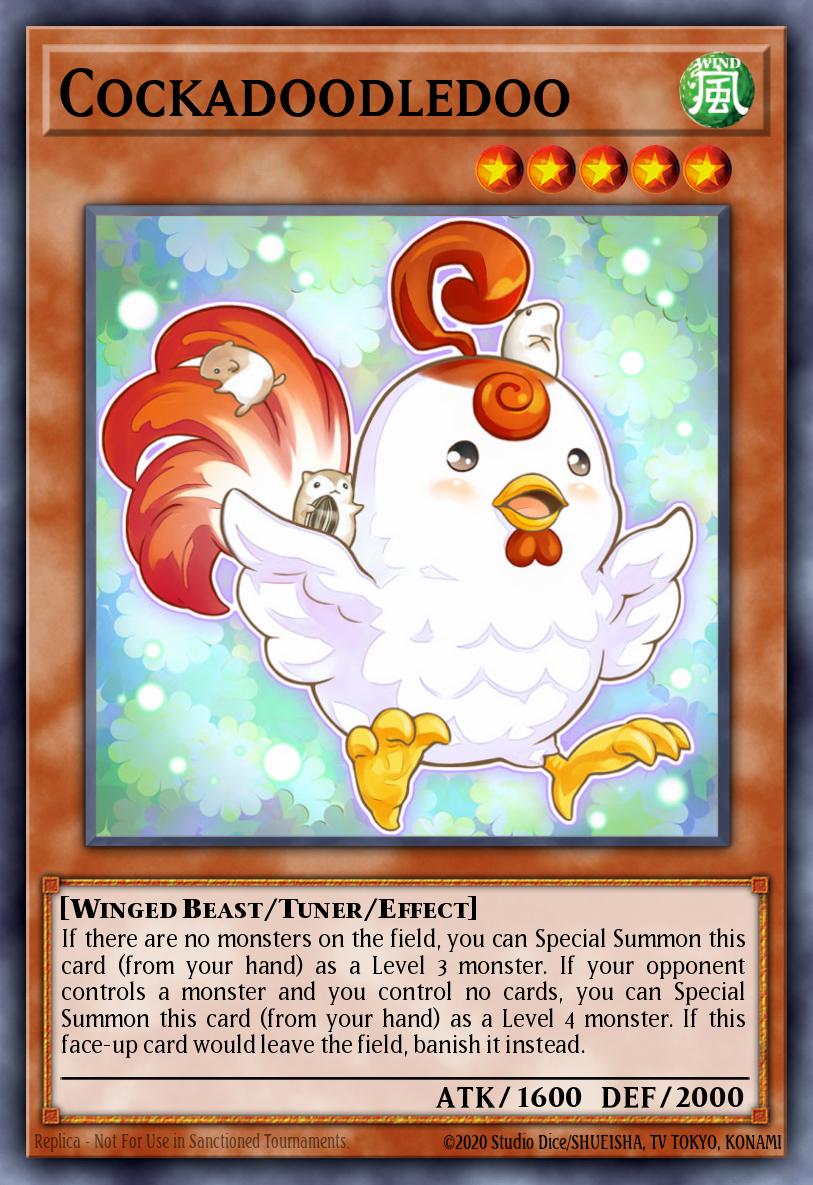 Cockadoodledoo
WIND
風
[Winged Beast/Tuner/Effect]
If there are no monsters on the field, you can Special Summon this
card (from your hand) as a Level 3 monster. If your opponent
controls a monster and you control no cards, you can Special
Summon this card (from your hand) as a Level 4 monster. If this
face-up card would leave the field, banish it instead.
ATK/1600 DEF/2000
Replica - Not For Use in Sanctioned Tournaments.
©2020 Studio Dice/SHUEISHA, TV TOKYO, KONAMI